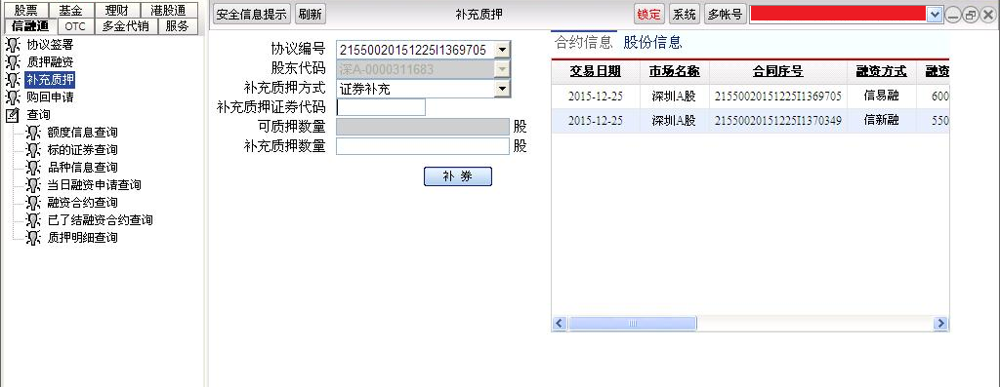 股票 基金 理财 港股通
信融通 OTC 多金代销 服务
协议签署
质押融资
补充质押
购回申请
查询
额度信息查询
标的证券查询
品种信息查询
当日融资申请查询
融资合约查询
已了结融资合约查询
质押明细查询
安全信息提示 刷新 补充质押 锁定 系统 多帐号
协议编号 21550020151225I1369705
股东代码 深A-0000311683
补充质押方式 证券补充
补充质押证券代码
可质押数量 股
补充质押数量 股
补 券
合约信息 股份信息
交易日期 市场名称 合同序号 融资方式 融资
2015-12-25 深圳A股 21550020151225I1369705 信易融 600
2015-12-25 深圳A股 21550020151225I1370349 信新融 550